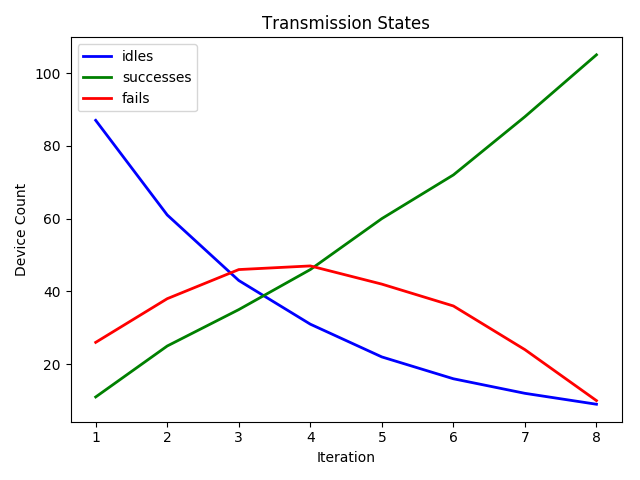 Transmission States
idles
successes
fails
Device Count
100
80
60
40
20
1 2 3 4 5 6 7 8
Iteration